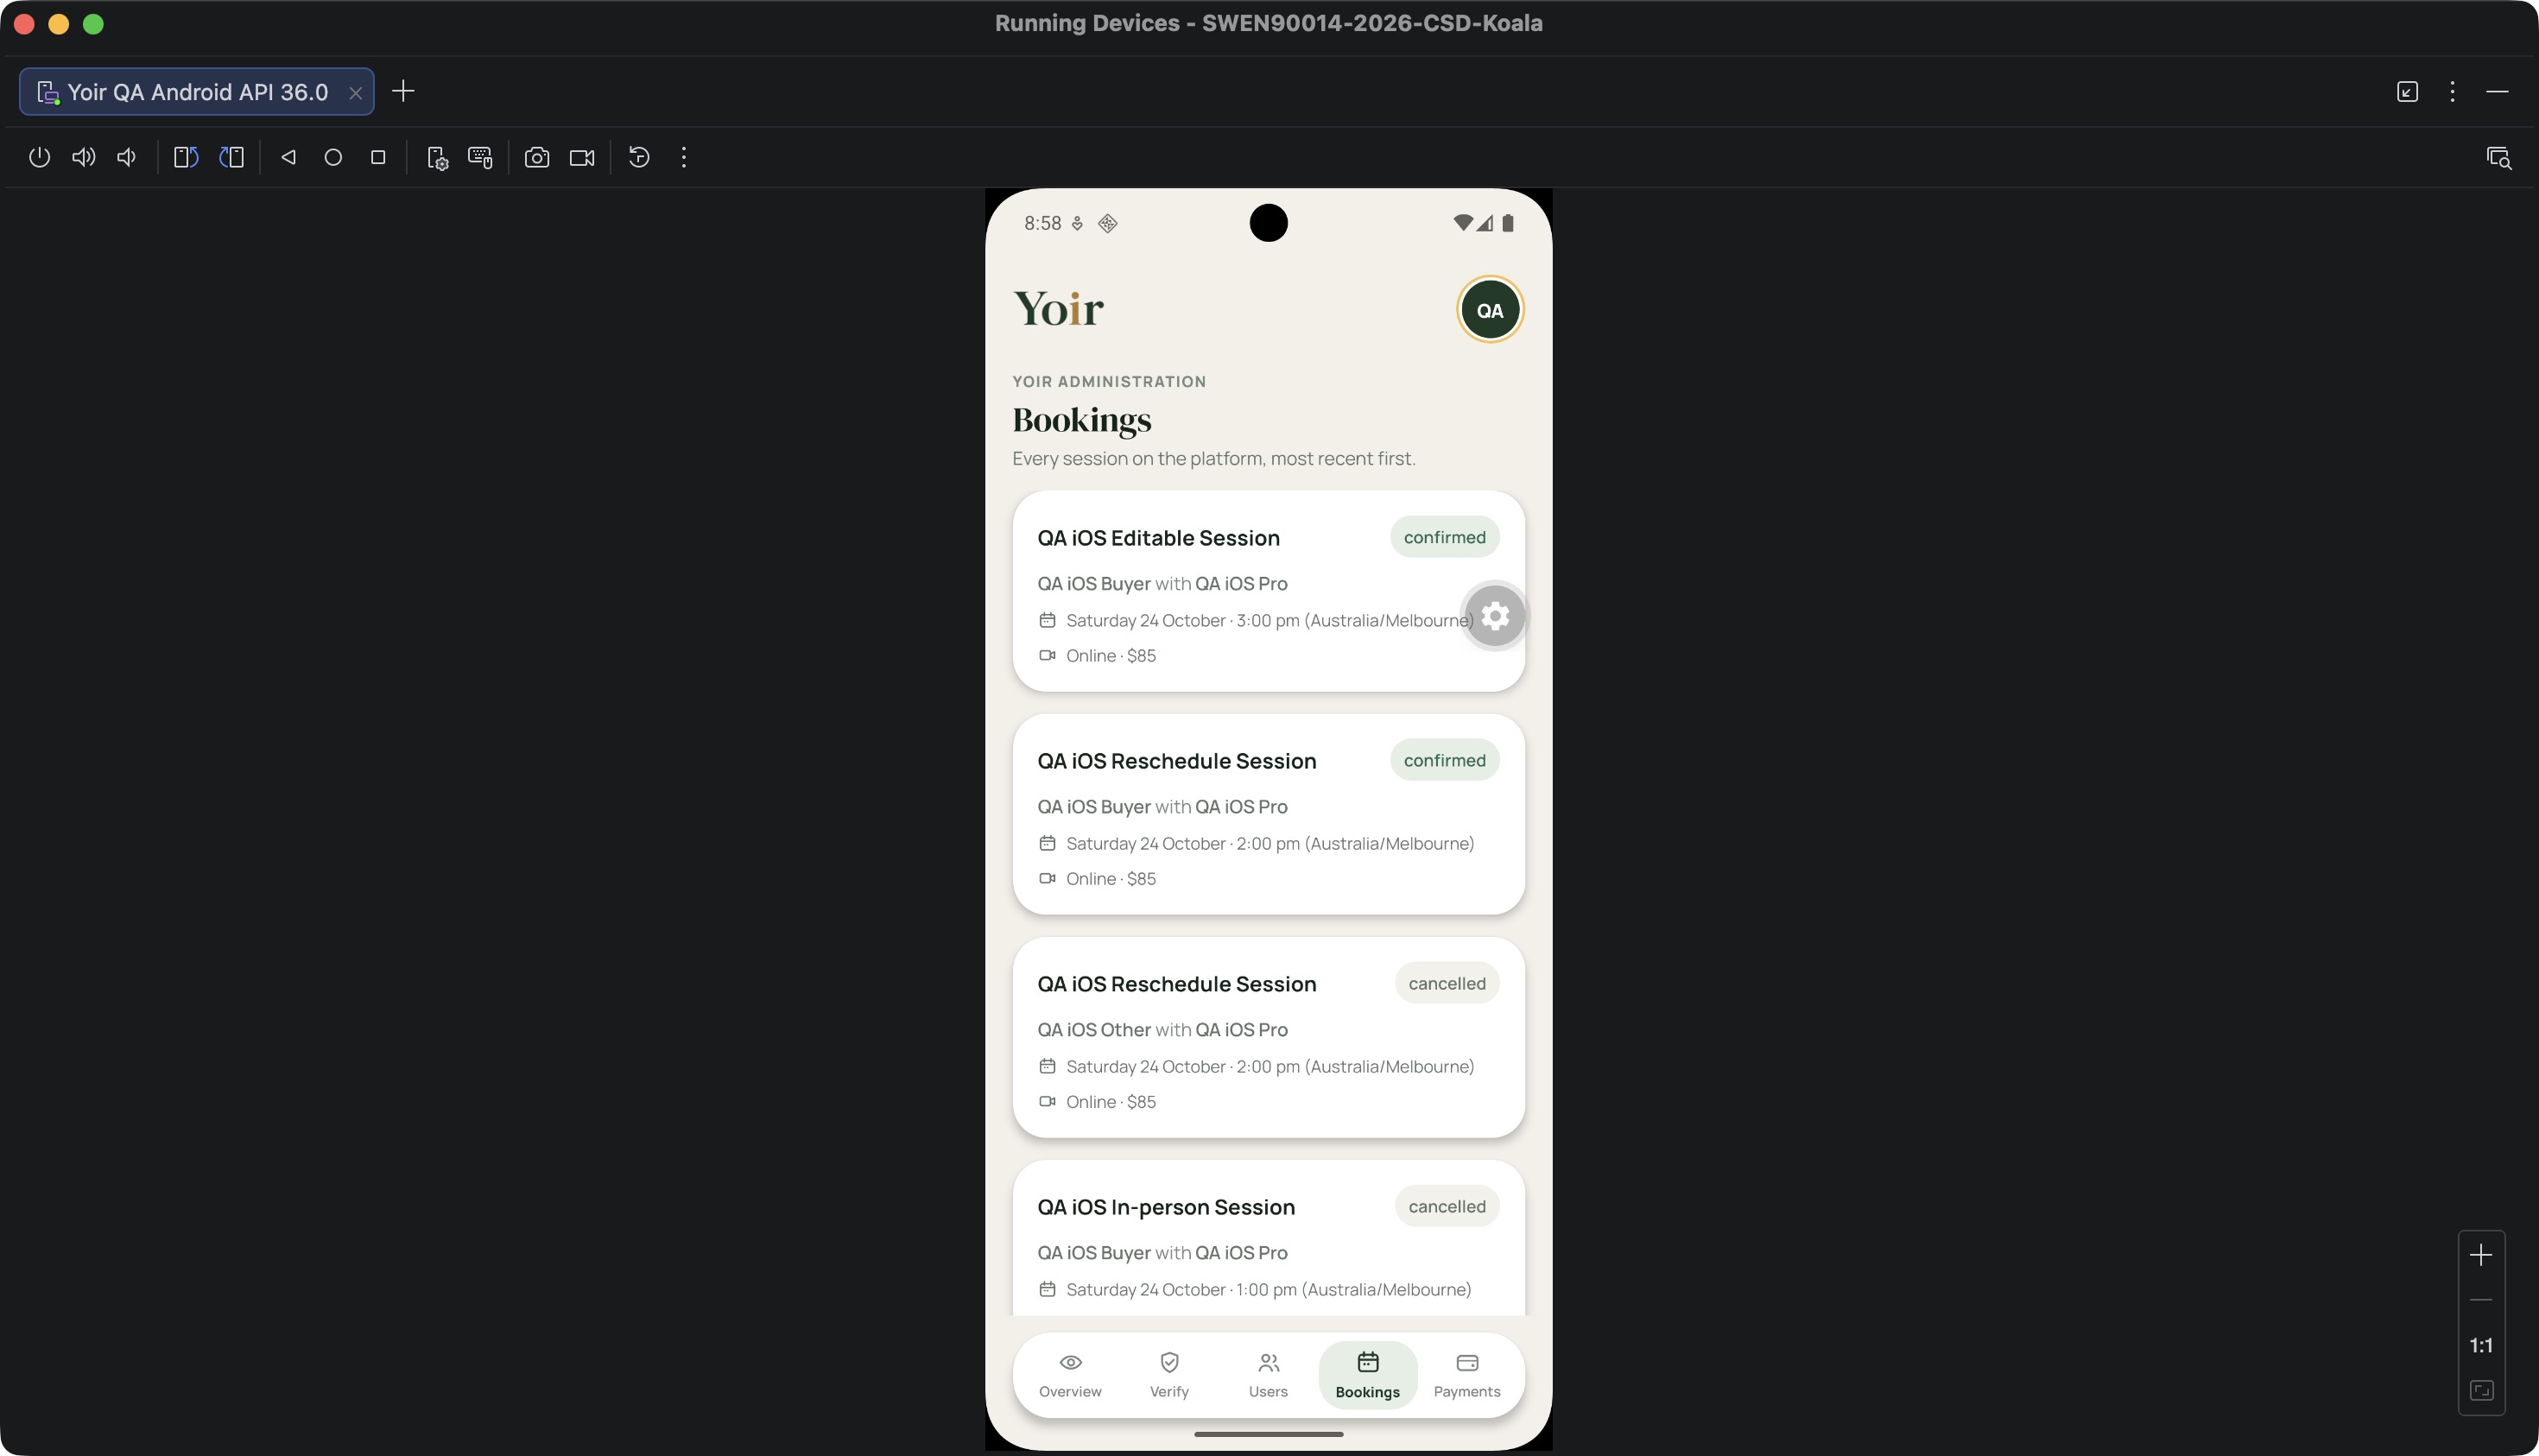 Running Devices - SWEN90014-2026-CSD-Koala
Yoir QA Android API 36.0
8:58
Yoir
QA
YOIR ADMINISTRATION
Bookings
Every session on the platform, most recent first.
QA iOS Editable Session
confirmed
QA iOS Buyer with QA iOS Pro
Saturday 24 October · 3:00 pm (Australia/Melbourne)
Online · $85
QA iOS Reschedule Session
confirmed
QA iOS Buyer with QA iOS Pro
Saturday 24 October · 2:00 pm (Australia/Melbourne)
Online · $85
QA iOS Reschedule Session
cancelled
QA iOS Other with QA iOS Pro
Saturday 24 October · 2:00 pm (Australia/Melbourne)
Online · $85
QA iOS In-person Session
cancelled
QA iOS Buyer with QA iOS Pro
Saturday 24 October · 1:00 pm (Australia/Melbourne)
Overview
Verify
Users
Bookings
Payments
1:1